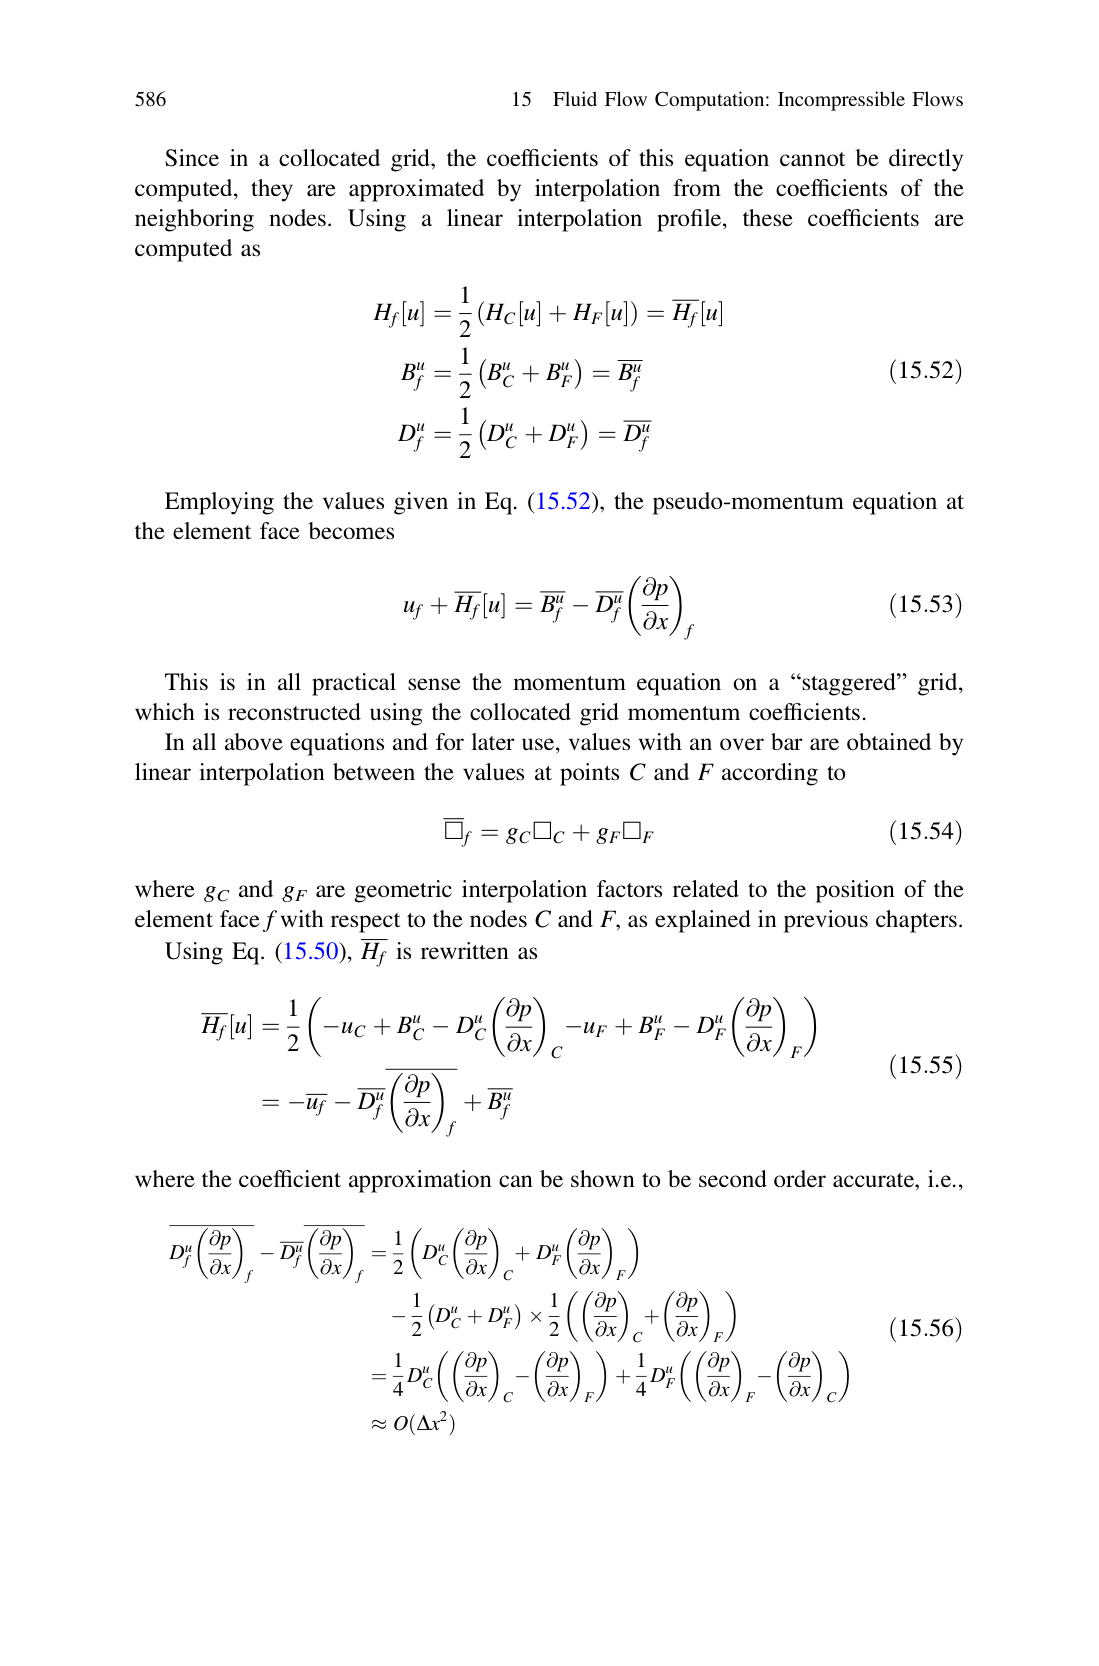 586 15 Fluid Flow Computation: Incompressible Flows
Since in a collocated grid, the coefficients of this equation cannot be directly
computed, they are approximated by interpolation from the coefficients of the
neighboring nodes. Using a linear interpolation profile, these coefficients are
computed as
$H_f[u] = \frac{1}{2}(H_C[u] + H_F[u]) = \overline{H_f}[u]$
$B_f^u = \frac{1}{2}(B_C^u + B_F^u) = \overline{B_f^u}$ (15.52)
$D_f^u = \frac{1}{2}(D_C^u + D_F^u) = \overline{D_f^u}$
Employing the values given in Eq. (15.52), the pseudo-momentum equation at
the element face becomes
$u_f + \overline{H_f}[u] = \overline{B_f^u} - \overline{D_f^u}\left(\frac{\partial p}{\partial x}\right)_f$ (15.53)
This is in all practical sense the momentum equation on a “staggered” grid,
which is reconstructed using the collocated grid momentum coefficients.
In all above equations and for later use, values with an over bar are obtained by
linear interpolation between the values at points C and F according to
$\overline{\square}_f = g_C\square_C + g_F\square_F$ (15.54)
where $g_C$ and $g_F$ are geometric interpolation factors related to the position of the
element face f with respect to the nodes C and F, as explained in previous chapters.
Using Eq. (15.50), $\overline{H_f}$ is rewritten as
$\overline{H_f}[u] = \frac{1}{2}\left(-u_C + B_C^u - D_C^u\left(\frac{\partial p}{\partial x}\right)_C - u_F + B_F^u - D_F^u\left(\frac{\partial p}{\partial x}\right)_F\right)$
(15.55)
$= -\overline{u_f} - \overline{D_f^u}\overline{\left(\frac{\partial p}{\partial x}\right)_f} + \overline{B_f^u}$
where the coefficient approximation can be shown to be second order accurate, i.e.,
$\overline{D_f^u\left(\frac{\partial p}{\partial x}\right)_f} - \overline{D_f^u}\overline{\left(\frac{\partial p}{\partial x}\right)_f} = \frac{1}{2}\left(D_C^u\left(\frac{\partial p}{\partial x}\right)_C + D_F^u\left(\frac{\partial p}{\partial x}\right)_F\right)$
$- \frac{1}{2}(D_C^u + D_F^u) \times \frac{1}{2}\left(\left(\frac{\partial p}{\partial x}\right)_C + \left(\frac{\partial p}{\partial x}\right)_F\right)$ (15.56)
$= \frac{1}{4}D_C^u\left(\left(\frac{\partial p}{\partial x}\right)_C - \left(\frac{\partial p}{\partial x}\right)_F\right) + \frac{1}{4}D_F^u\left(\left(\frac{\partial p}{\partial x}\right)_F - \left(\frac{\partial p}{\partial x}\right)_C\right)$
$\approx O(\Delta x^2)$